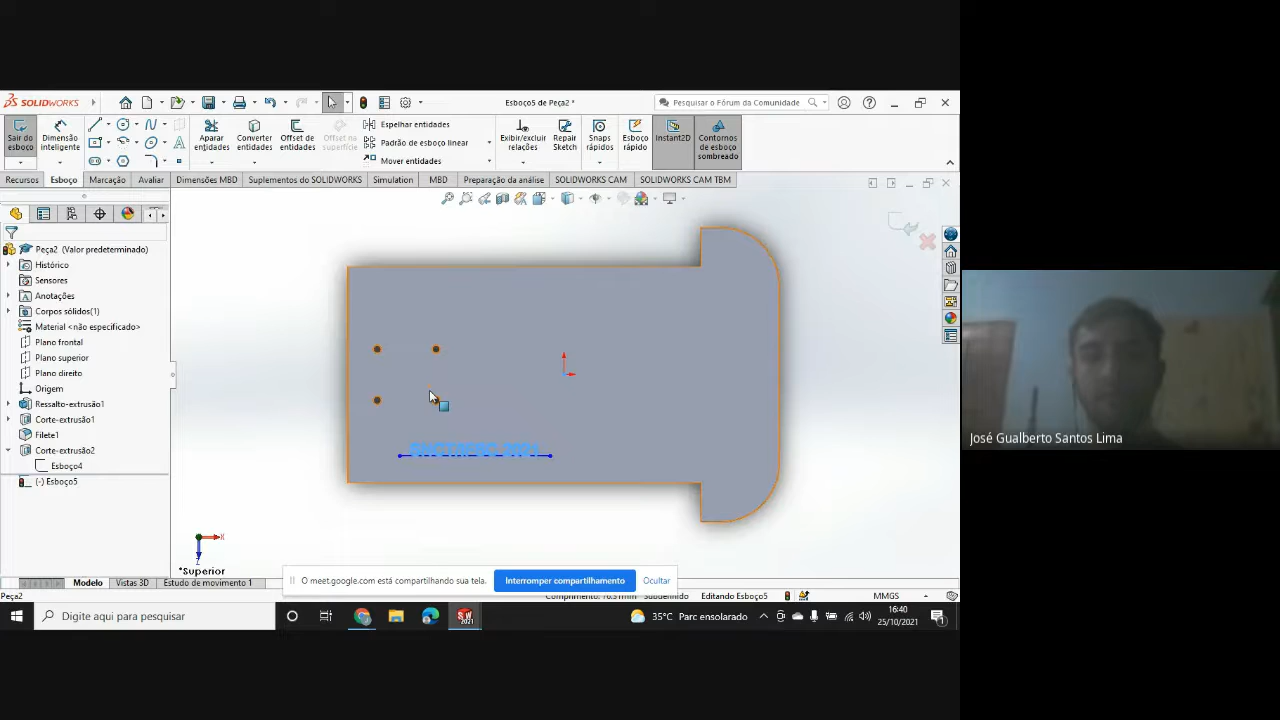 SOLIDWORKS
Esboço5 de Peça2 *
Pesquisar o Fórum da Comunidade
Sair do esboço
Dimensão inteligente
Aparar entidades
Converter entidades
Offset de entidades
Offset na superfície
Espelhar entidades
Padrão de esboço linear
Mover entidades
Exibir/excluir relações
Repair Sketch
Snaps rápidos
Esboço rápido
Instant2D
Contornos de esboço sombreado
Recursos
Esboço
Marcação
Avaliar
Dimensões MBD
Suplementos do SOLIDWORKS
Simulation
MBD
Preparação da análise
SOLIDWORKS CAM
SOLIDWORKS CAM TBM
Peça2 (Valor predeterminado)
Histórico
Sensores
Anotações
Corpos sólidos(1)
Material <não especificado>
Plano frontal
Plano superior
Plano direito
Origem
Ressalto-extrusão1
Corte-extrusão1
Filete1
Corte-extrusão2
Esboço4
(-) Esboço5
X
Z
*Superior
José Gualberto Santos Lima
Modelo
Vistas 3D
Estudo de movimento 1
O meet.google.com está compartilhando sua tela.
Interromper compartilhamento
Ocultar
Peça2
Editando Esboço5
MMGS
Digite aqui para pesquisar
35°C Parc ensolarado
16:40
25/10/2021